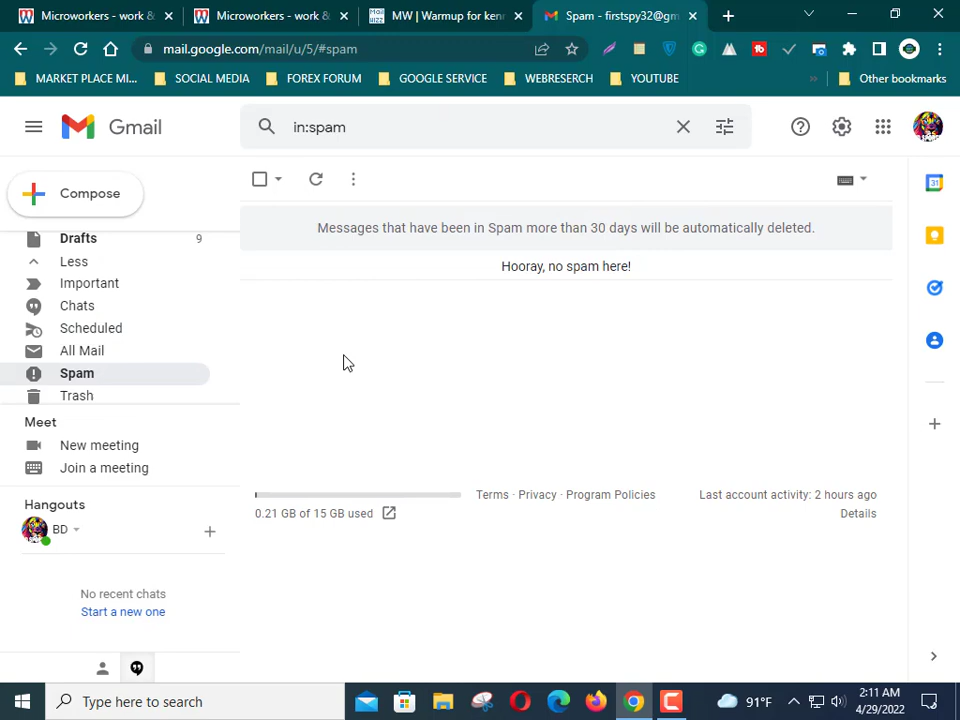 Microworkers - work &
Microworkers - work &
MW | Warmup for kenn
Spam - firstspy32@gm
mail.google.com/mail/u/5/#spam
MARKET PLACE MI...
SOCIAL MEDIA
FOREX FORUM
GOOGLE SERVICE
WEBRESERCH
YOUTUBE
Other bookmarks
Gmail
in:spam
Compose
Messages that have been in Spam more than 30 days will be automatically deleted.
Hooray, no spam here!
Drafts 9
Less
Important
Chats
Scheduled
All Mail
Spam
Trash
Meet
New meeting
Join a meeting
Hangouts
BD
No recent chats
Start a new one
0.21 GB of 15 GB used
Terms · Privacy · Program Policies
Last account activity: 2 hours ago
Details
31
Type here to search
91°F
2:11 AM
4/29/2022